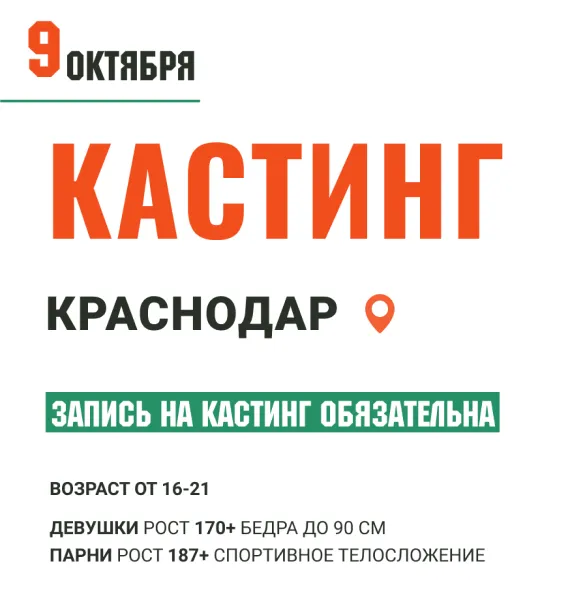 9 ОКТЯБРЯ
КАСТИНГ
КРАСНОДАР
ЗАПИСЬ НА КАСТИНГ ОБЯЗАТЕЛЬНА
ВОЗРАСТ ОТ 16-21
ДЕВУШКИ РОСТ 170+ БЕДРА ДО 90 СМ
ПАРНИ РОСТ 187+ СПОРТИВНОЕ ТЕЛОСЛОЖЕНИЕ